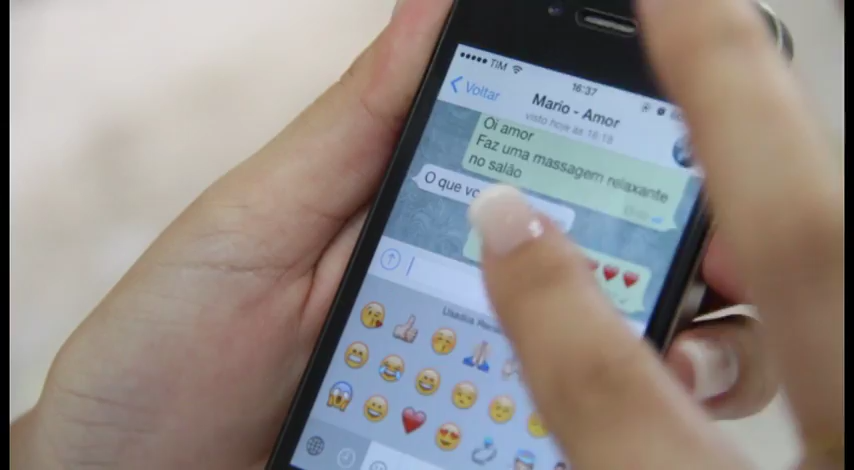 TIM
16:37
Voltar
Mario - Amor
visto hoje às 16:18
Oi amor
Faz uma massagem relaxante
no salão
O que vo